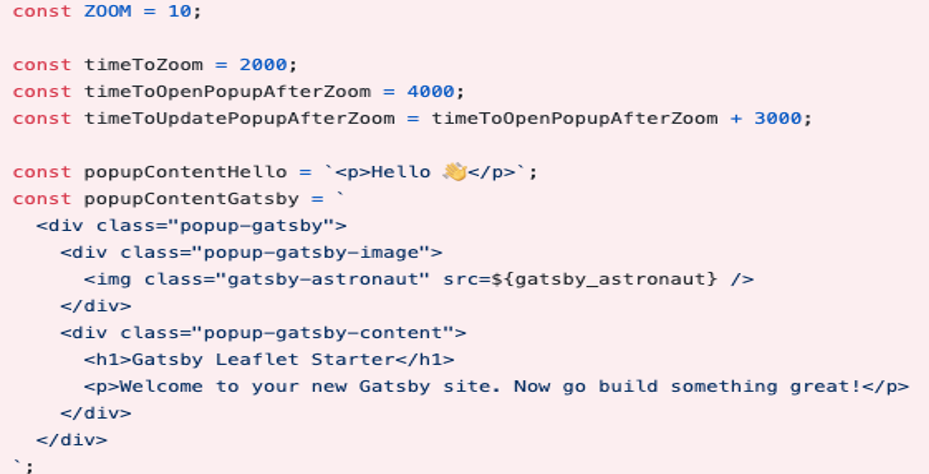 const ZOOM = 10;

const timeToZoom = 2000;
const timeToOpenPopupAfterZoom = 4000;
const timeToUpdatePopupAfterZoom = timeToOpenPopupAfterZoom + 3000;

const popupContentHello = `<p>Hello 👋</p>`;
const popupContentGatsby = `
  <div class="popup-gatsby">
    <div class="popup-gatsby-image">
      <img class="gatsby-astronaut" src=${gatsby_astronaut} />
    </div>
    <div class="popup-gatsby-content">
      <h1>Gatsby Leaflet Starter</h1>
      <p>Welcome to your new Gatsby site. Now go build something great!</p>
    </div>
  </div>
`;